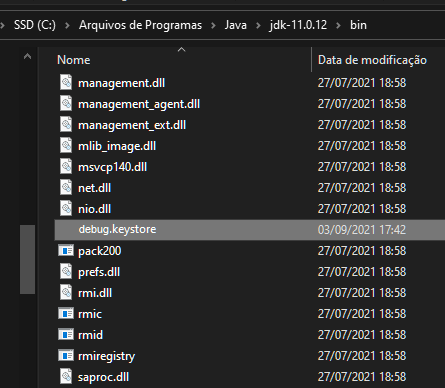 SSD (C:) > Arquivos de Programas > Java > jdk-11.0.12 > bin
Nome Data de modificação
management.dll 27/07/2021 18:58
management_agent.dll 27/07/2021 18:58
management_ext.dll 27/07/2021 18:58
mlib_image.dll 27/07/2021 18:58
msvcp140.dll 27/07/2021 18:58
net.dll 27/07/2021 18:58
nio.dll 27/07/2021 18:58
debug.keystore 03/09/2021 17:42
pack200 27/07/2021 18:58
prefs.dll 27/07/2021 18:58
rmi.dll 27/07/2021 18:58
rmic 27/07/2021 18:58
rmid 27/07/2021 18:58
rmiregistry 27/07/2021 18:58
saproc.dll 27/07/2021 18:58